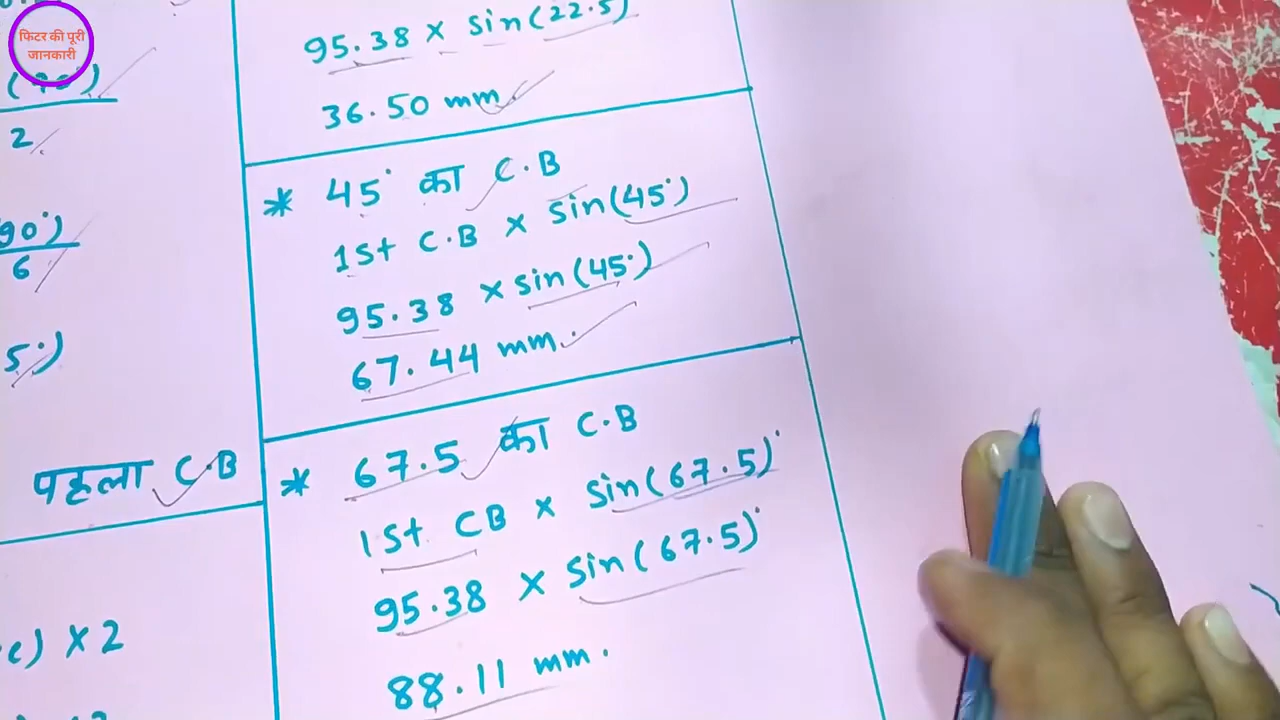 फिटर की पूरी
जानकारी
2
90°)
6
5°)
पहला C.B
c) x 2
95.38 x sin(22.5)
36.50 mm
* 45° का C.B
1st C.B x sin(45°)
95.38 x sin(45°)
67.44 mm.
* 67.5 का C.B
1st CB x sin(67.5)°
95.38 x sin(67.5)°
88.11 mm.